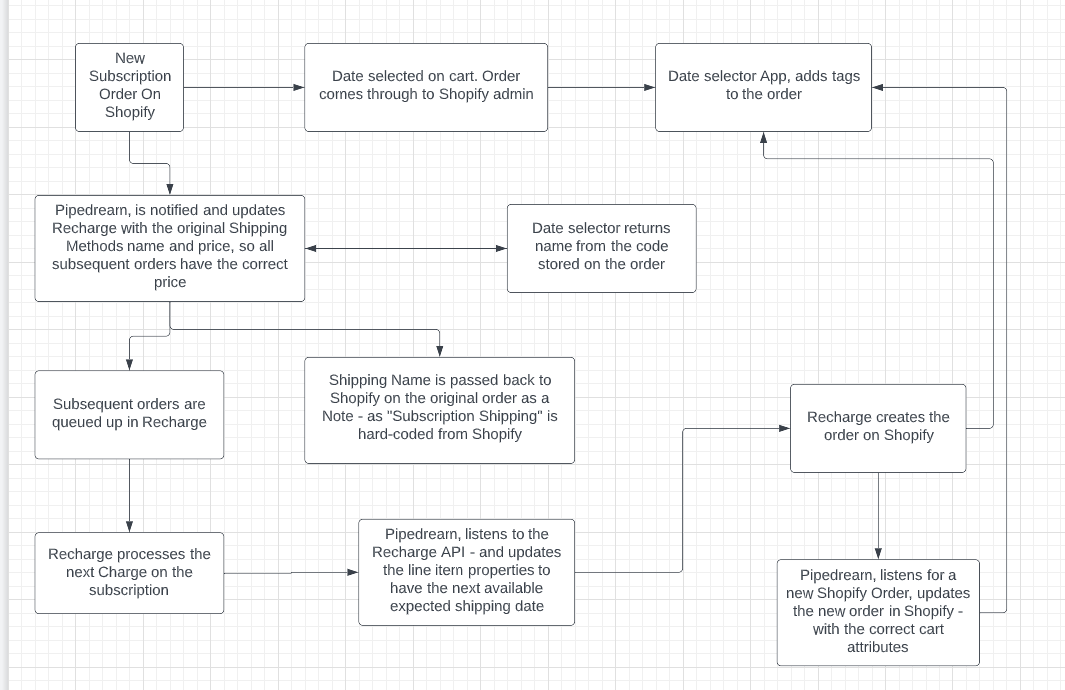 New
Subscription
Order On
Shopify
Date selected on cart. Order
comes through to Shopify admin
Date selector App, adds tags
to the order
Pipedrearn, is notified and updates
Recharge with the original Shipping
Methods name and price, so all
subsequent orders have the correct
price
Date selector returns
name from the code
stored on the order
Subsequent orders are
queued up in Recharge
Shipping Name is passed back to
Shopify on the original order as a
Note - as "Subscription Shipping" is
hard-coded from Shopify
Recharge creates the
order on Shopify
Recharge processes the
next Charge on the
subscription
Pipedrearn, listens to the
Recharge API - and updates
the line item properties to
have the next available
expected shipping date
Pipedrearn, listens for a
new Shopify Order, updates
the new order in Shopify -
with the correct cart
attributes